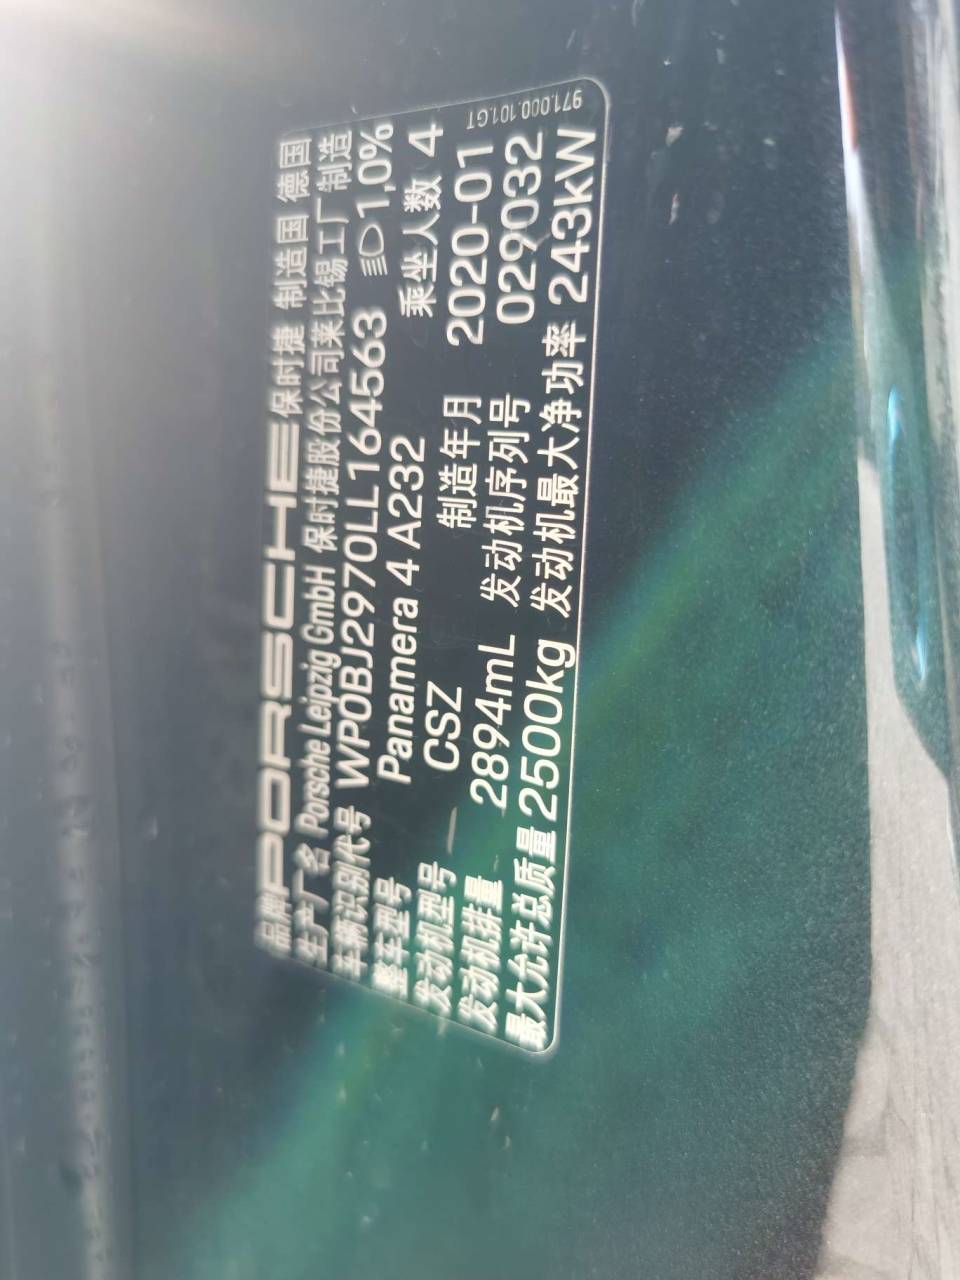 品牌 PORSCHE 保时捷 制造国 德国
生产厂名 Porsche Leipzig GmbH 保时捷股份公司莱比锡工厂制造
车辆识别代号 WP0BJ2970LL164563 1,0%
整车型号 Panamera 4 A232 乘坐人数 4
发动机型号 CSZ 制造年月 2020-01
发动机排量 2894mL 发动机序列号 029032
最大允许总质量 2500kg 发动机最大净功率 243kW
971.000.101.GT